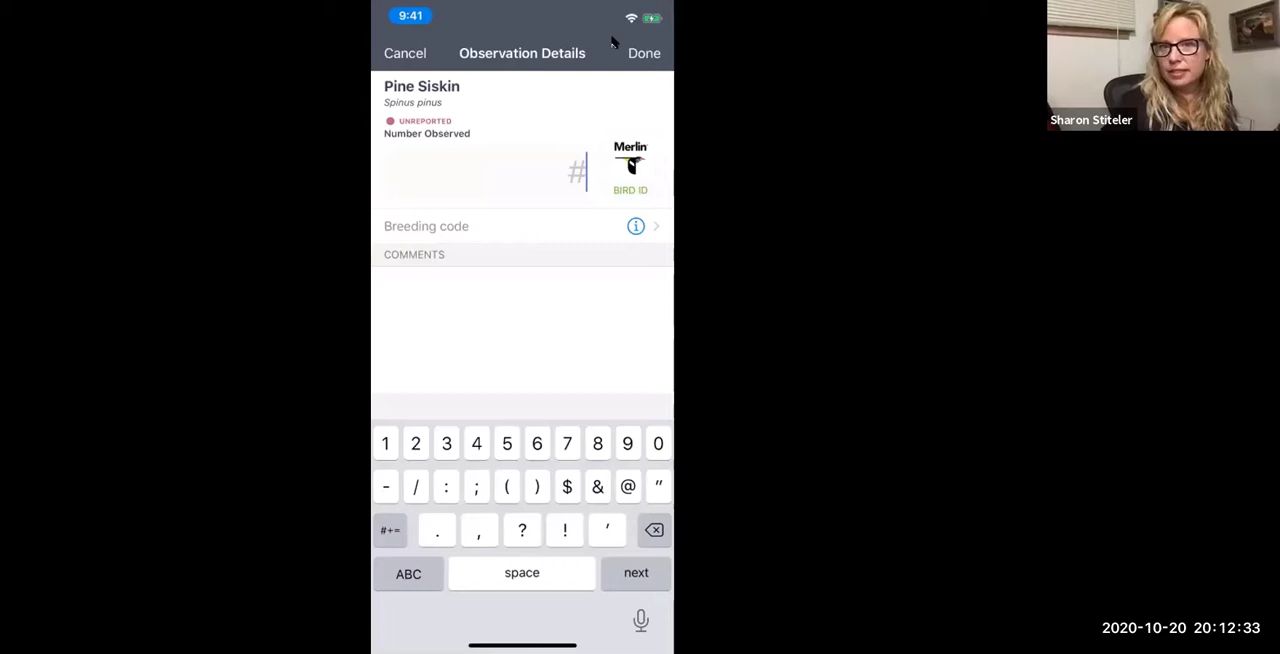 9:41
Cancel Observation Details Done
Pine Siskin
Spinus pinus
UNREPORTED
Number Observed
#
Merlin
BIRD ID
Breeding code
COMMENTS
1 2 3 4 5 6 7 8 9 0
- / : ; ( ) $ & @ "
#+= . , ? ! '
ABC space next
Sharon Stiteler
2020-10-20 20:12:33